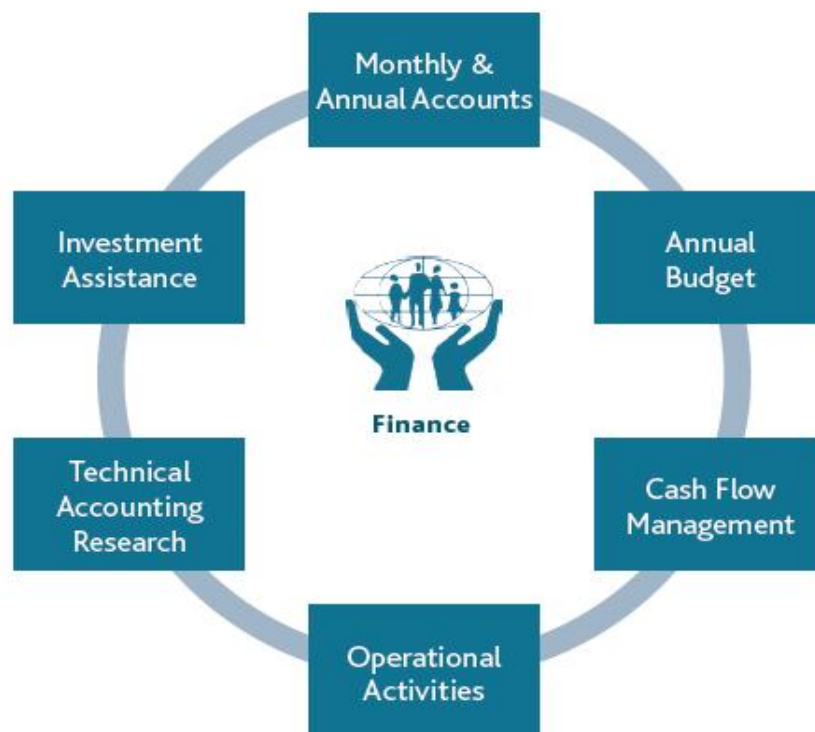 Monthly &
Annual Accounts
Investment
Assistance
Annual
Budget
Finance
Technical
Accounting
Research
Cash Flow
Management
Operational
Activities